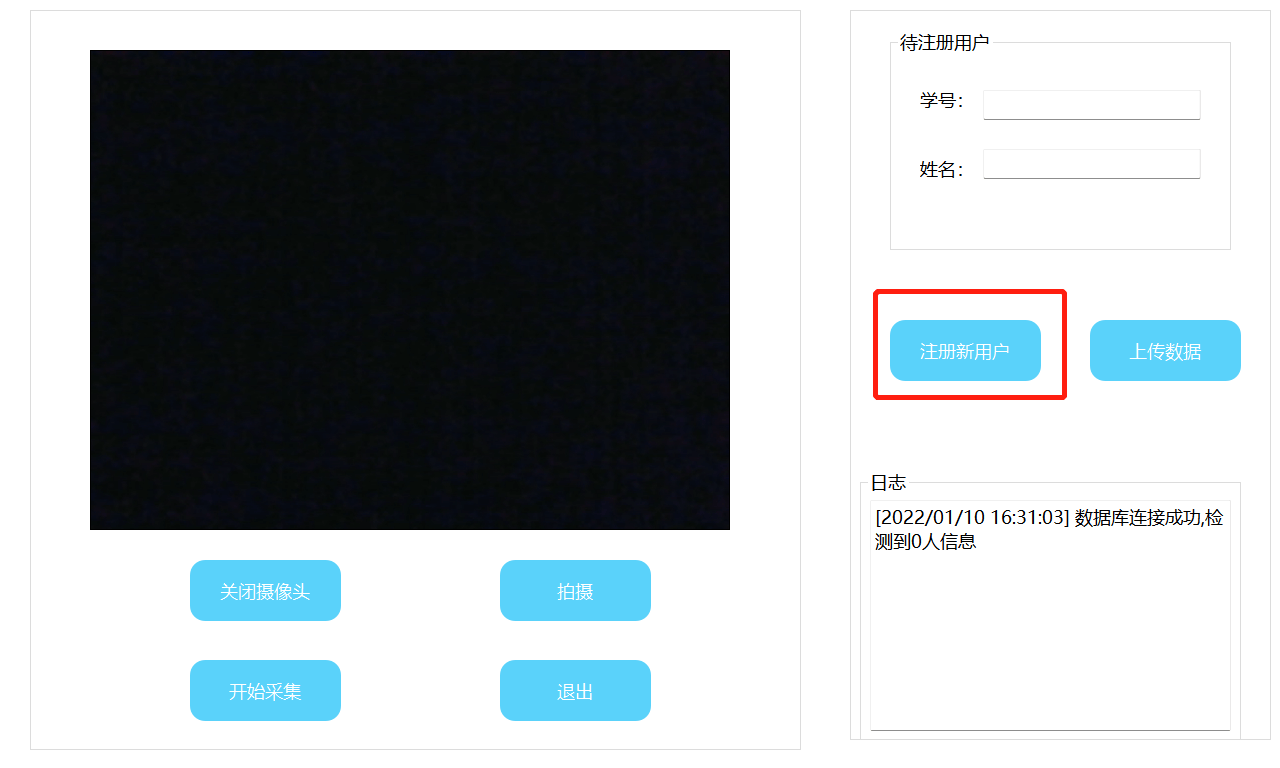 待注册用户
学号：
姓名：
注册新用户
上传数据
日志
[2022/01/10 16:31:03] 数据库连接成功,检
测到0人信息
关闭摄像头
拍摄
开始采集
退出